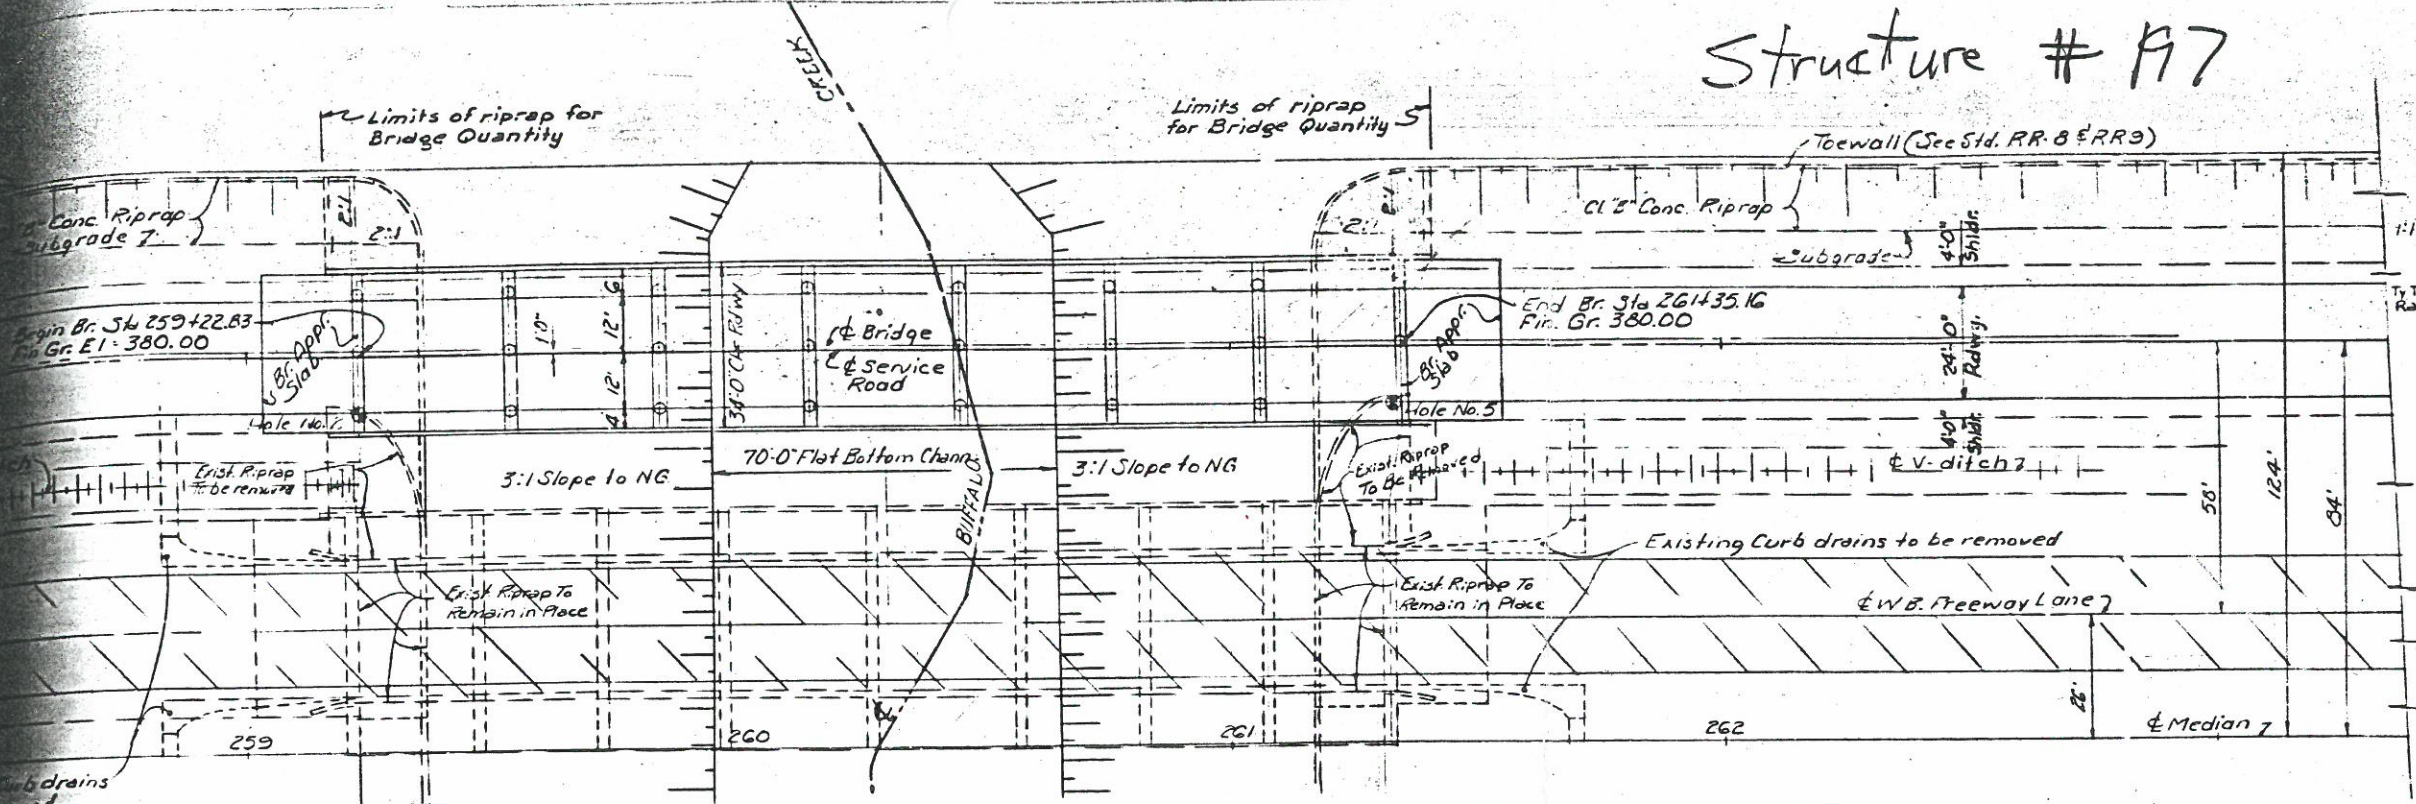 Structure # 197
CREEK
Limits of riprap for
Bridge Quantity
Limits of riprap
for Bridge Quantity
Toewall (See Std. RR-8 & RR9)
Conc. Riprap
Subgrade
2:1
2:1
2:1
2:1
Cl. "B" Conc. Riprap
Subgrade
4'-0"
Shldr.
Begin Br. Sta 259+22.83
Fin Gr. El = 380.00
Br. Appr.
Slab
10"
6
12'
12'
4
34'-0" Clr. Rdwy
℄ Bridge
℄ Service
Road
End Br. Sta 261+35.16
Fin. Gr. 380.00
Br. Appr.
Slab
24'-0"
Rdwy.
Hole No.
Hole No. 5
4'-0"
Shldr.
Exist. Riprap
To be removed
3:1 Slope to NG
70'-0" Flat Bottom Chann.
3:1 Slope to NG
Exist. Riprap
To Be Removed
℄ V-ditch
BUFFALO
58'
124'
84'
Existing Curb drains to be removed
Exist. Riprap To
Remain in Place
Exist. Riprap To
Remain in Place
℄ W.B. Freeway Lane
26'
℄
259
260
261
262
℄ Median
drains